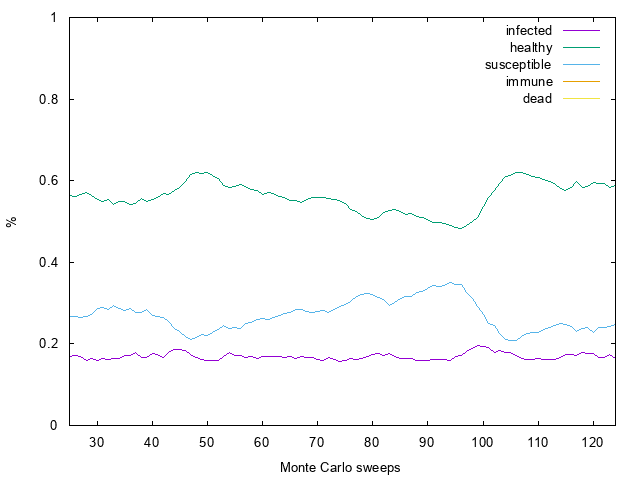 1
0.8
0.6
0.4
0.2
0
%
infected
healthy
susceptible
immune
dead
30 40 50 60 70 80 90 100 110 120
Monte Carlo sweeps